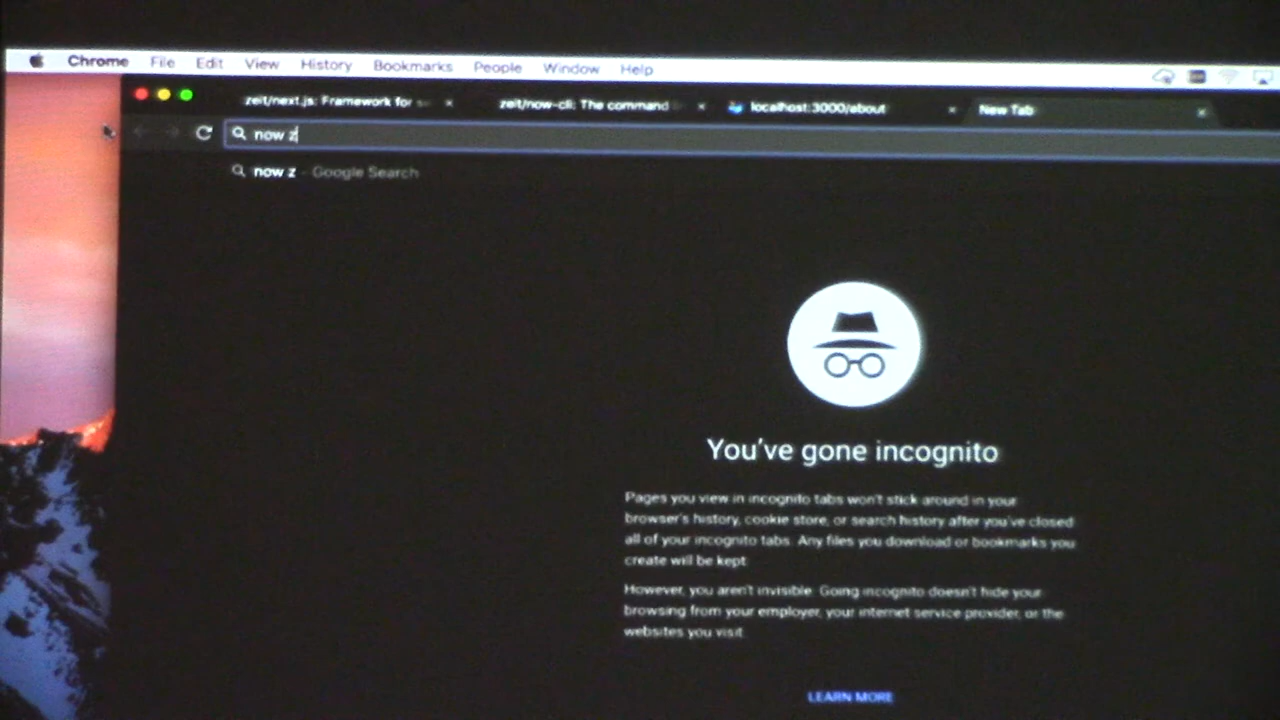 Chrome File Edit View History Bookmarks People Window Help
zeit/next.js: Framework for zeit/now-cli: The command localhost:3000/about New Tab
now z
now z - Google Search
You've gone incognito
Pages you view in incognito tabs won't stick around in your
browser's history, cookie store, or search history after you've closed
all of your incognito tabs. Any files you download or bookmarks you
create will be kept.
However, you aren't invisible. Going incognito doesn't hide your
browsing from your employer, your internet service provider, or the
websites you visit.
LEARN MORE